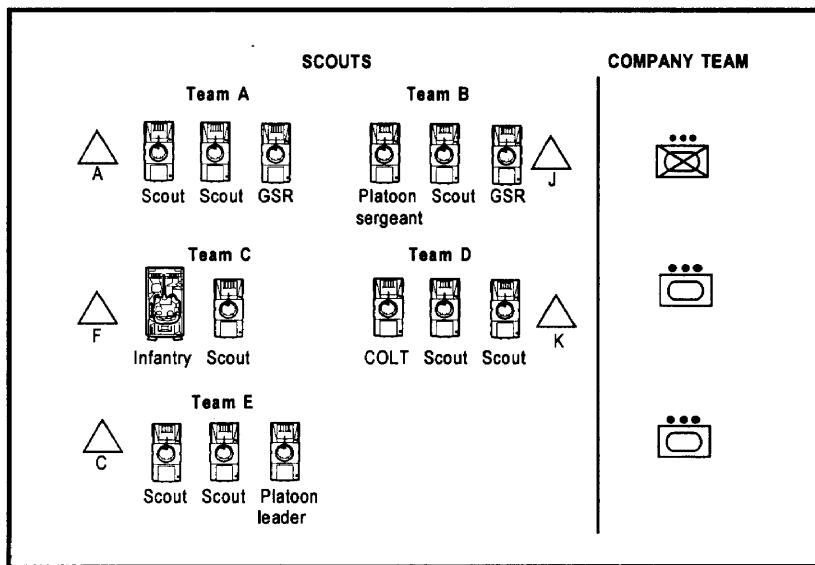 SCOUTS
COMPANY TEAM
Team A
Team B
A
Scout Scout GSR
Platoon sergeant Scout GSR
J
Team C
Team D
F
Infantry Scout
COLT Scout Scout
K
Team E
C
Scout Scout Platoon leader